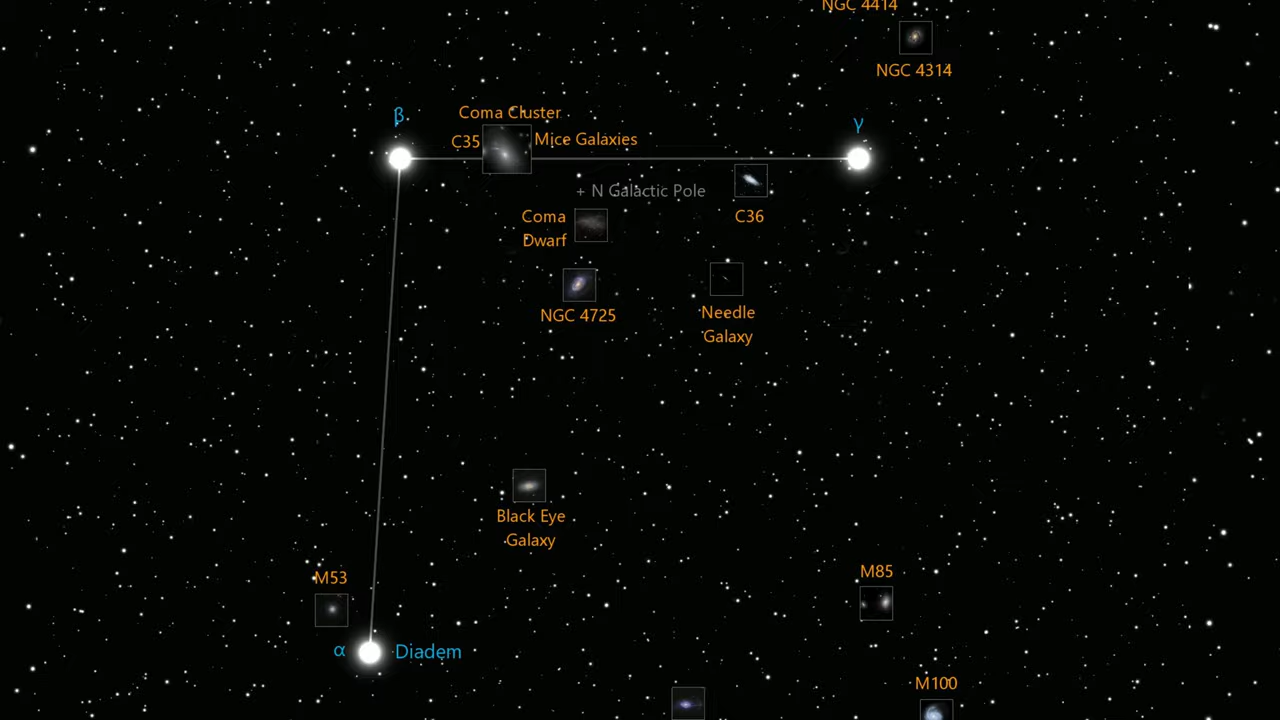 NGC 4414
NGC 4314
β
Coma Cluster
γ
C35
Mice Galaxies
+ N Galactic Pole
C36
Coma
Dwarf
NGC 4725
Needle
Galaxy
Black Eye
Galaxy
M53
M85
α
Diadem
M100